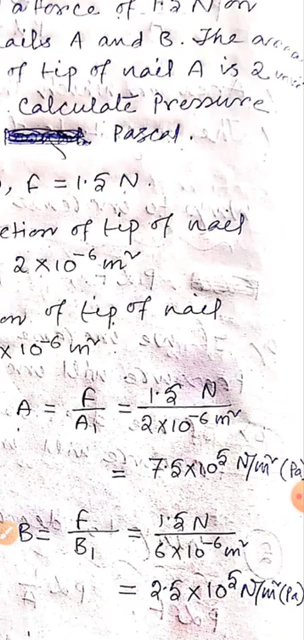 a force of 1.5 N on
ails A and B. The area
of tip of nail A is 2
calculate Pressure
Pascal.
, f = 1.5 N.
ction of tip of nail
2 × 10⁻⁶ m²
on of tip of nail
× 10⁻⁶ m²
A = f/A₁ = 1.5 N / 2×10⁻⁶ m²
= 7.5×10⁵ N/m² (Pa
B = f/B₁ = 1.5 N / 6×10⁻⁶ m²
= 2.5 × 10⁵ N/m² (Pa)